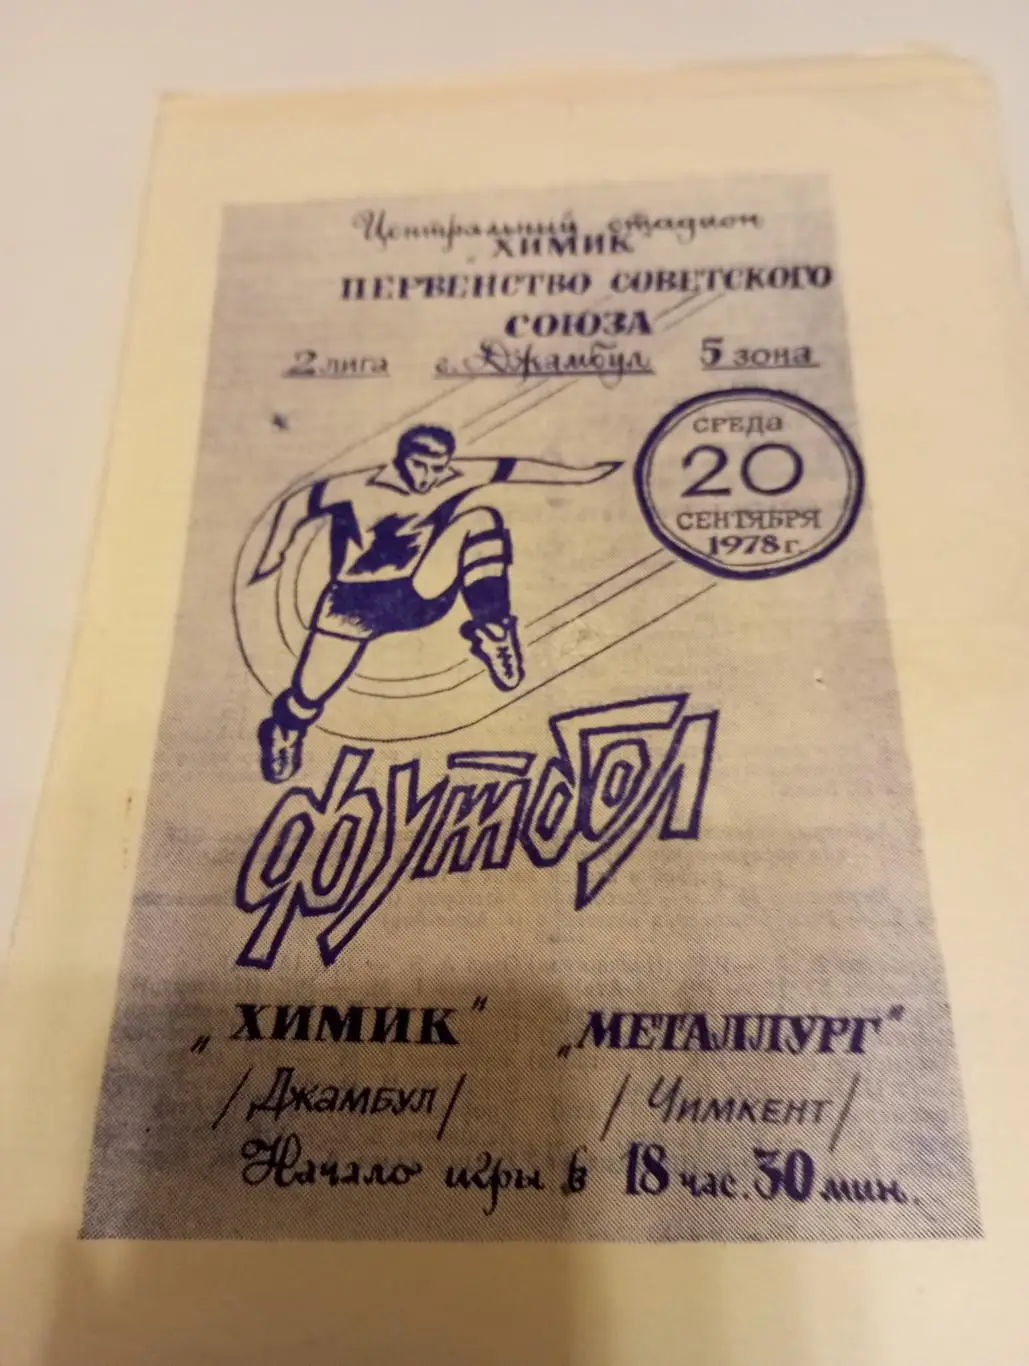 Центральный стадион
ХИМИК
ПЕРВЕНСТВО СОВЕТСКОГО
СОЮЗА
2 лига г. Джамбул 5 зона
СРЕДА
20
СЕНТЯБРЯ
1978 г.
ФУТБОЛ
„ХИМИК" „МЕТАЛЛУРГ"
/ДЖАМБУЛ/ /ЧИМКЕНТ/
Начало игры в 18 час. 30 мин.